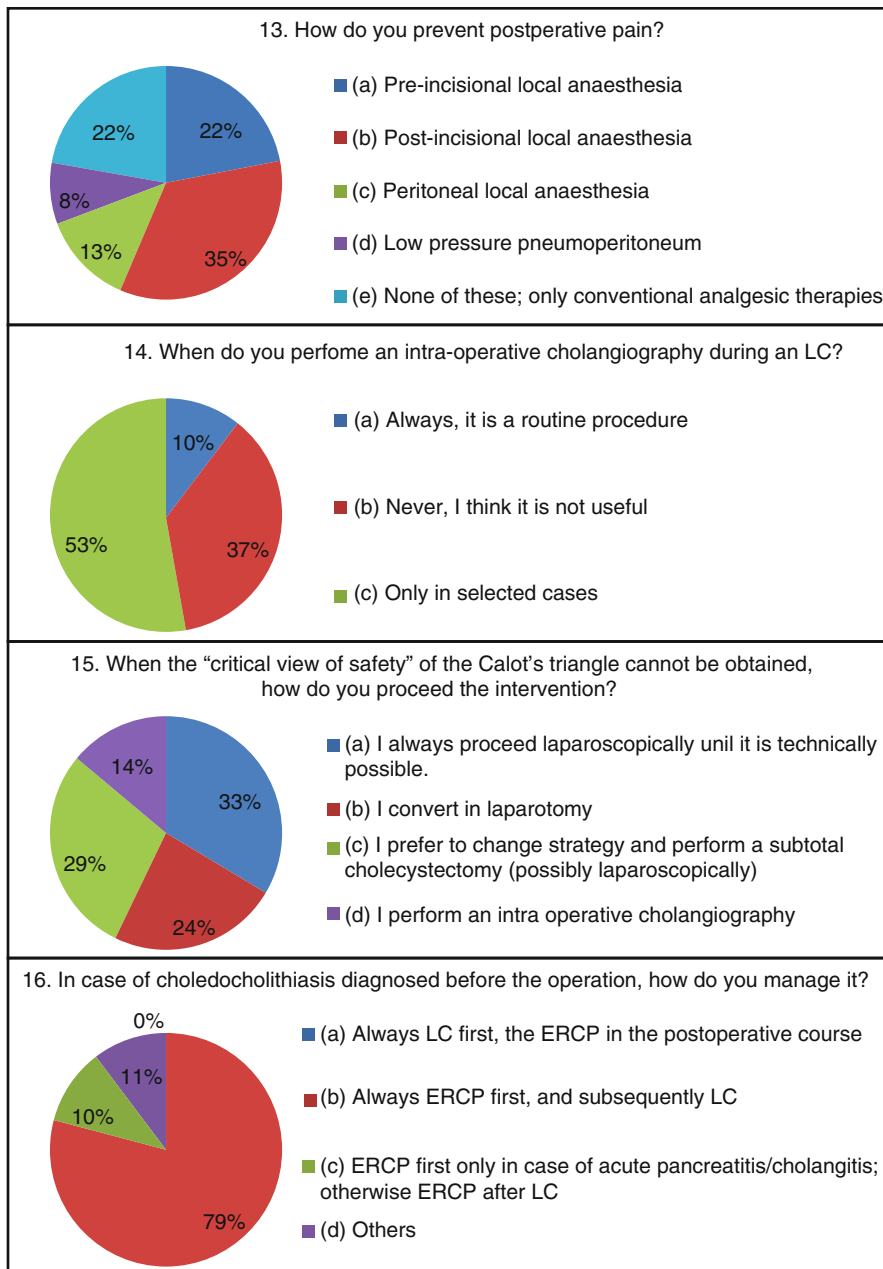 13. How do you prevent postperative pain?
22%
22%
8%
13%
35%
(a) Pre-incisional local anaesthesia
(b) Post-incisional local anaesthesia
(c) Peritoneal local anaesthesia
(d) Low pressure pneumoperitoneum
(e) None of these; only conventional analgesic therapies
14. When do you perfome an intra-operative cholangiography during an LC?
10%
53%
37%
(a) Always, it is a routine procedure
(b) Never, I think it is not useful
(c) Only in selected cases
15. When the “critical view of safety” of the Calot’s triangle cannot be obtained,
how do you proceed the intervention?
14%
33%
29%
24%
(a) I always proceed laparoscopically unil it is technically
possible.
(b) I convert in laparotomy
(c) I prefer to change strategy and perform a subtotal
cholecystectomy (possibly laparoscopically)
(d) I perform an intra operative cholangiography
16. In case of choledocholithiasis diagnosed before the operation, how do you manage it?
0%
11%
10%
79%
(a) Always LC first, the ERCP in the postoperative course
(b) Always ERCP first, and subsequently LC
(c) ERCP first only in case of acute pancreatitis/cholangitis;
otherwise ERCP after LC
(d) Others